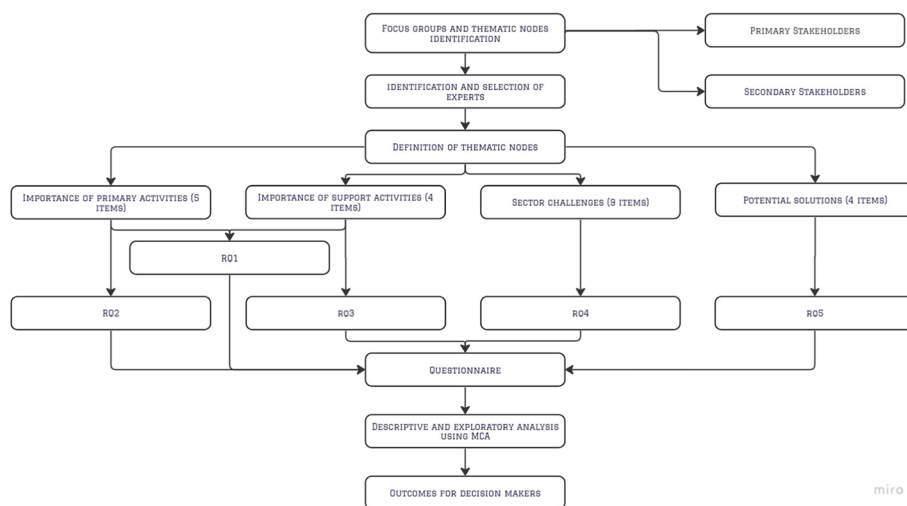 Focus groups and thematic nodes
identification
Primary Stakeholders
identification and selection of
experts
Secondary Stakeholders
Definition of thematic nodes
Importance of primary activities (5
items)
Importance of support activities (4
items)
Sector challenges (9 items)
Potential solutions (4 items)
RQ1
RQ2
RQ3
RQ4
RQ5
Questionnaire
Descriptive and exploratory analysis
using MCA
Outcomes for decision makers
miro